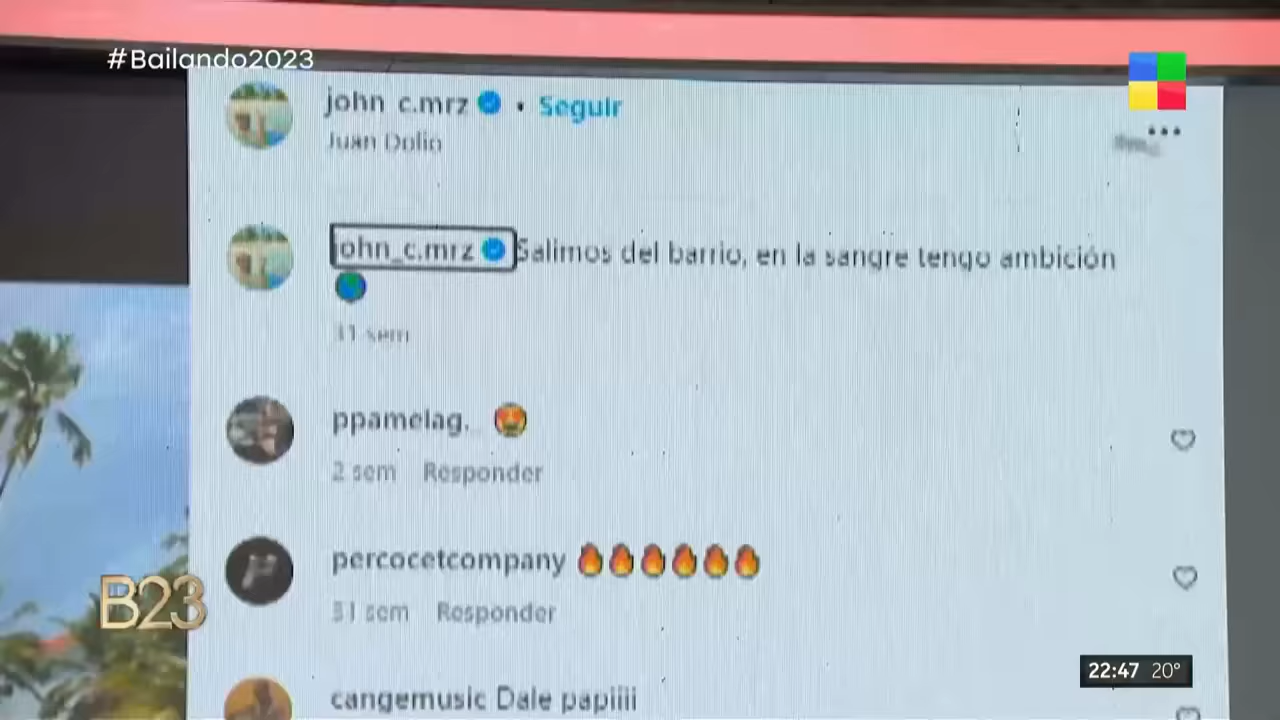 #Bailando2023
john_c.mrz • Seguir
Juan Dolio
john_c.mrz Salimos del barrio, en la sangre tengo ambición
31 sem
ppamelag._
2 sem Responder
percocetcompany
31 sem Responder
B23
22:47 20°
cangemusic Dale papiiii